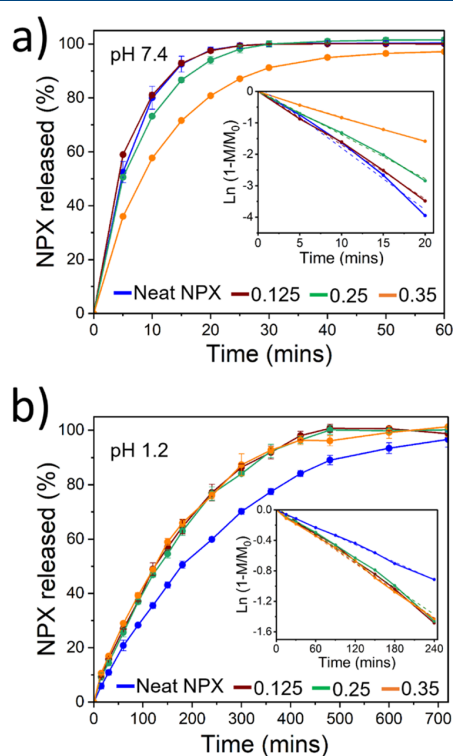 a)
pH 7.4
NPX released (%)
100
80
60
40
20
0
0 10 20 30 40 50 60
Time (mins)
Neat NPX 0.125 0.25 0.35
Ln (1-M/M0)
0
-1
-2
-3
-4
0 5 10 15 20
Time (mins)
b)
pH 1.2
NPX released (%)
100
80
60
40
20
0
0 100 200 300 400 500 600 700
Time (mins)
Neat NPX 0.125 0.25 0.35
Ln (1-M/M0)
0.0
-0.4
-0.8
-1.2
-1.6
0 60 120 180 240
Time (mins)